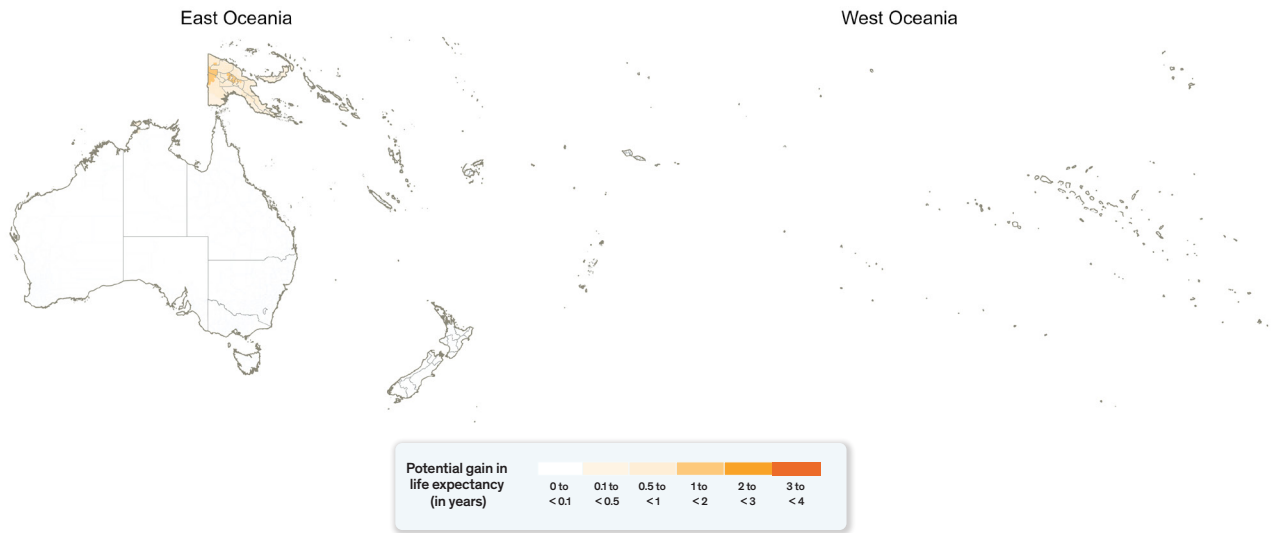 East Oceania
West Oceania
Potential gain in
life expectancy
(in years)
0 to
< 0.1
0.1 to
< 0.5
0.5 to
< 1
1 to
< 2
2 to
< 3
3 to
< 4